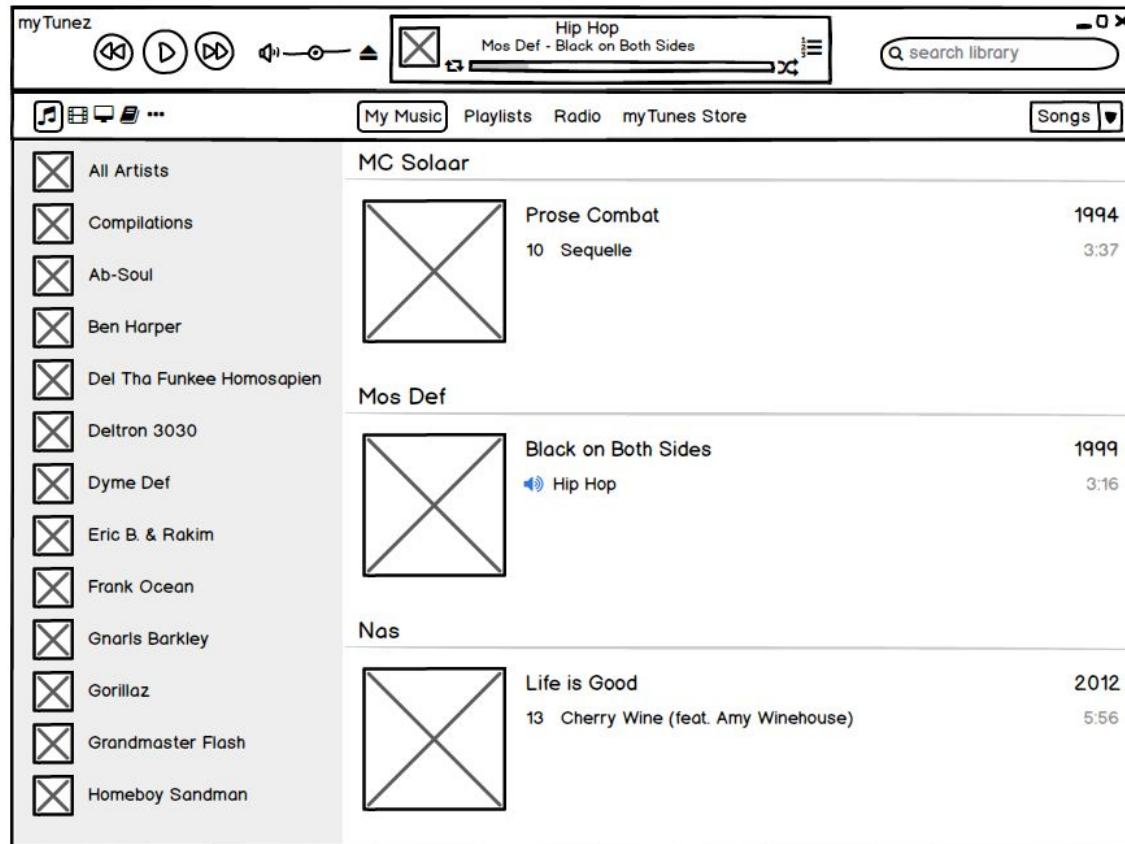 myTunez
Hip Hop
Mos Def - Black on Both Sides
search library
My Music Playlists Radio myTunes Store
Songs
All Artists
Compilations
Ab-Soul
Ben Harper
Del Tha Funkee Homosapien
Deltron 3030
Dyme Def
Eric B. & Rakim
Frank Ocean
Gnarls Barkley
Gorillaz
Grandmaster Flash
Homeboy Sandman
MC Solaar
Prose Combat 1994
10 Sequelle 3:37
Mos Def
Black on Both Sides 1999
Hip Hop 3:16
Nas
Life is Good 2012
13 Cherry Wine (feat. Amy Winehouse) 5:56